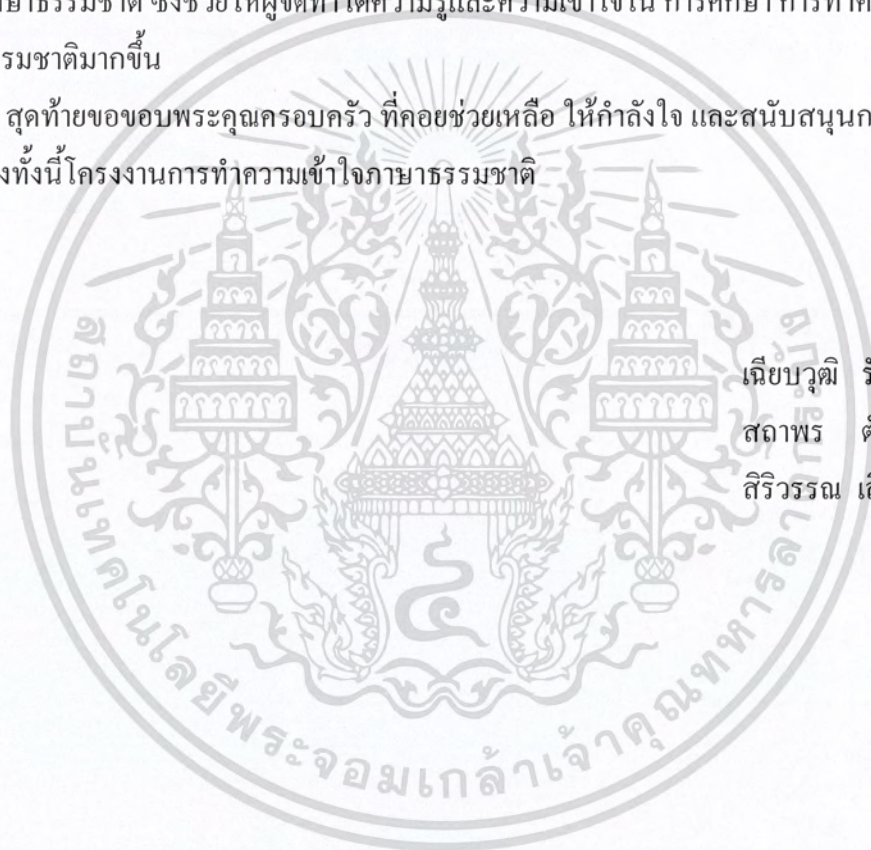 ภาษาธรรมชาติ ซึ่งช่วยให้ผู้จัดทำได้ความรู้และความเข้าใจใน การศึกษา การทำ
รมชาติมากขึ้น
สุดท้ายขอขอบพระคุณครอบครัว ที่คอยช่วยเหลือ ให้กำลังใจ และสนับสนุน
งทั้งนี้โครงงานการทำความเข้าใจภาษาธรรมชาติ
เฉียบวุฒิ
สถาพร
สิริวรรณ
สถาบันเทคโนโลยีพระจอมเกล้าเจ้าคุณทหารลาดกระบัง
๔